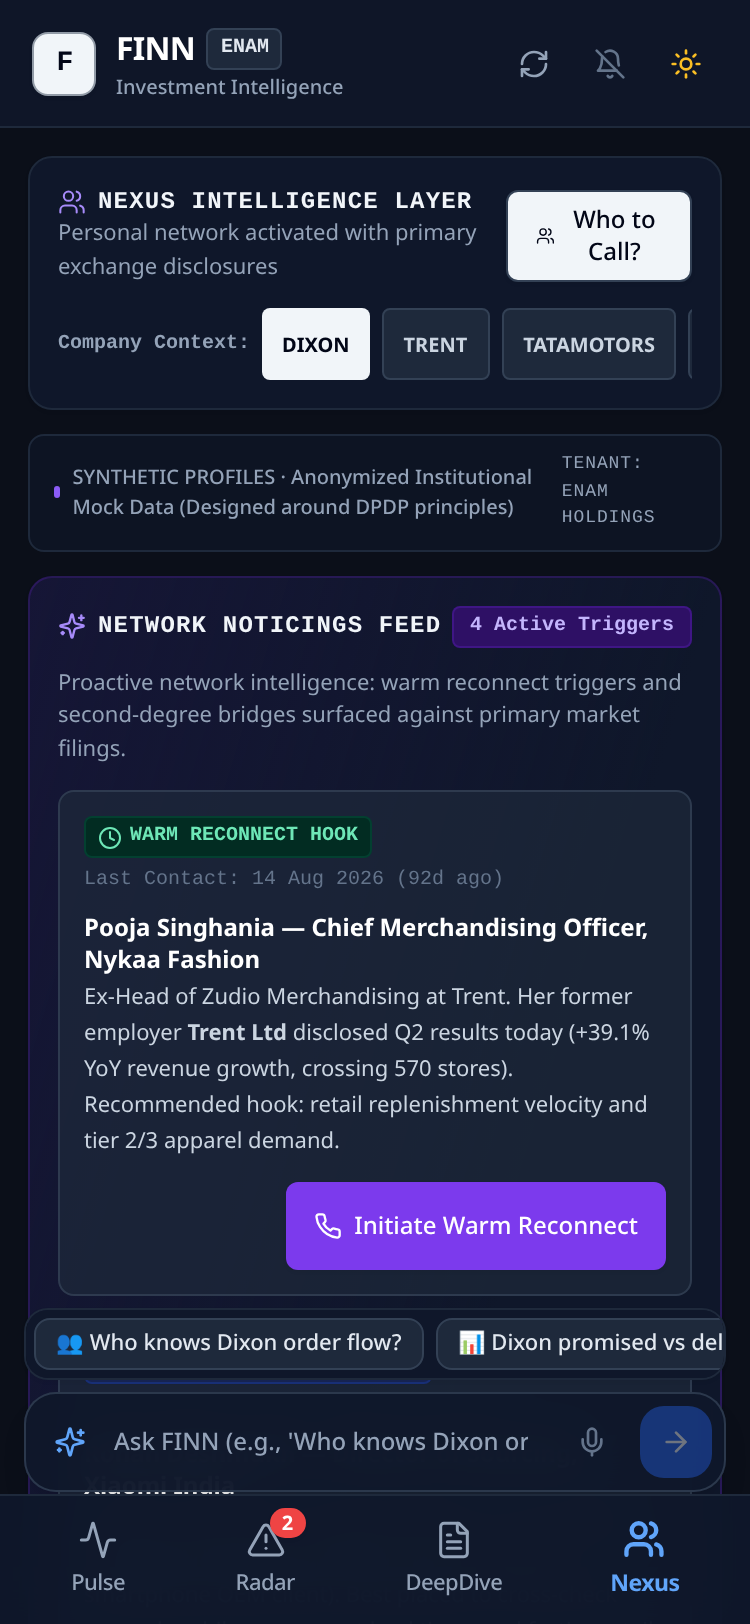 F
FINN ENAM
Investment Intelligence
NEXUS INTELLIGENCE LAYER
Personal network activated with primary
exchange disclosures
Who to
Call?
Company Context: DIXON TRENT TATAMOTORS
SYNTHETIC PROFILES · Anonymized Institutional
Mock Data (Designed around DPDP principles)
TENANT:
ENAM
HOLDINGS
NETWORK NOTICINGS FEED 4 Active Triggers
Proactive network intelligence: warm reconnect triggers and
second-degree bridges surfaced against primary market
filings.
WARM RECONNECT HOOK
Last Contact: 14 Aug 2026 (92d ago)
Pooja Singhania — Chief Merchandising Officer,
Nykaa Fashion
Ex-Head of Zudio Merchandising at Trent. Her former
employer Trent Ltd disclosed Q2 results today (+39.1%
YoY revenue growth, crossing 570 stores).
Recommended hook: retail replenishment velocity and
tier 2/3 apparel demand.
Initiate Warm Reconnect
👥 Who knows Dixon order flow? 📊 Dixon promised vs del
Ask FINN (e.g., 'Who knows Dixon or
Xiaomi India
2
Pulse Radar DeepDive Nexus